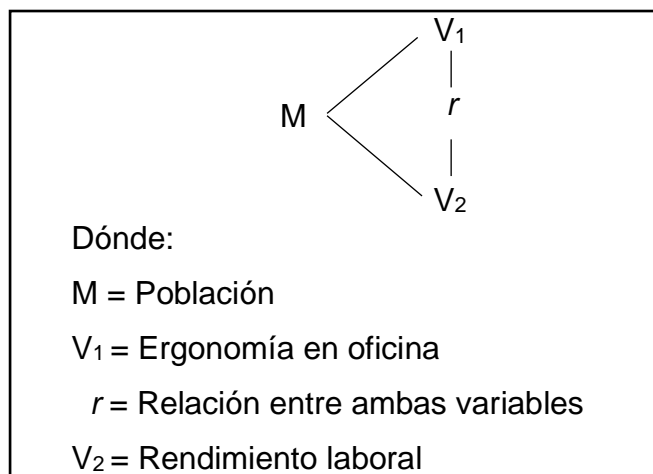 V1
r
M
V2
Dónde:
M = Población
V1 = Ergonomía en oficina
r = Relación entre ambas variables
V2 = Rendimiento laboral